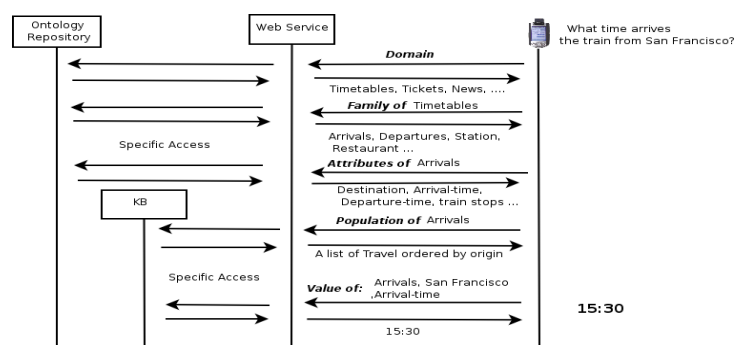 Ontology
Repository
Web Service
What time arrives
the train from San Francisco?
Domain
Timetables, Tickets, News, ....
Family of Timetables
Arrivals, Departures, Station,
Restaurant ...
Specific Access
Attributes of Arrivals
Destination, Arrival-time,
Departure-time, train stops ...
KB
Population of Arrivals
A list of Travel ordered by origin
Specific Access
Value of: Arrivals, San Francisco
,Arrival-time
15:30
15:30